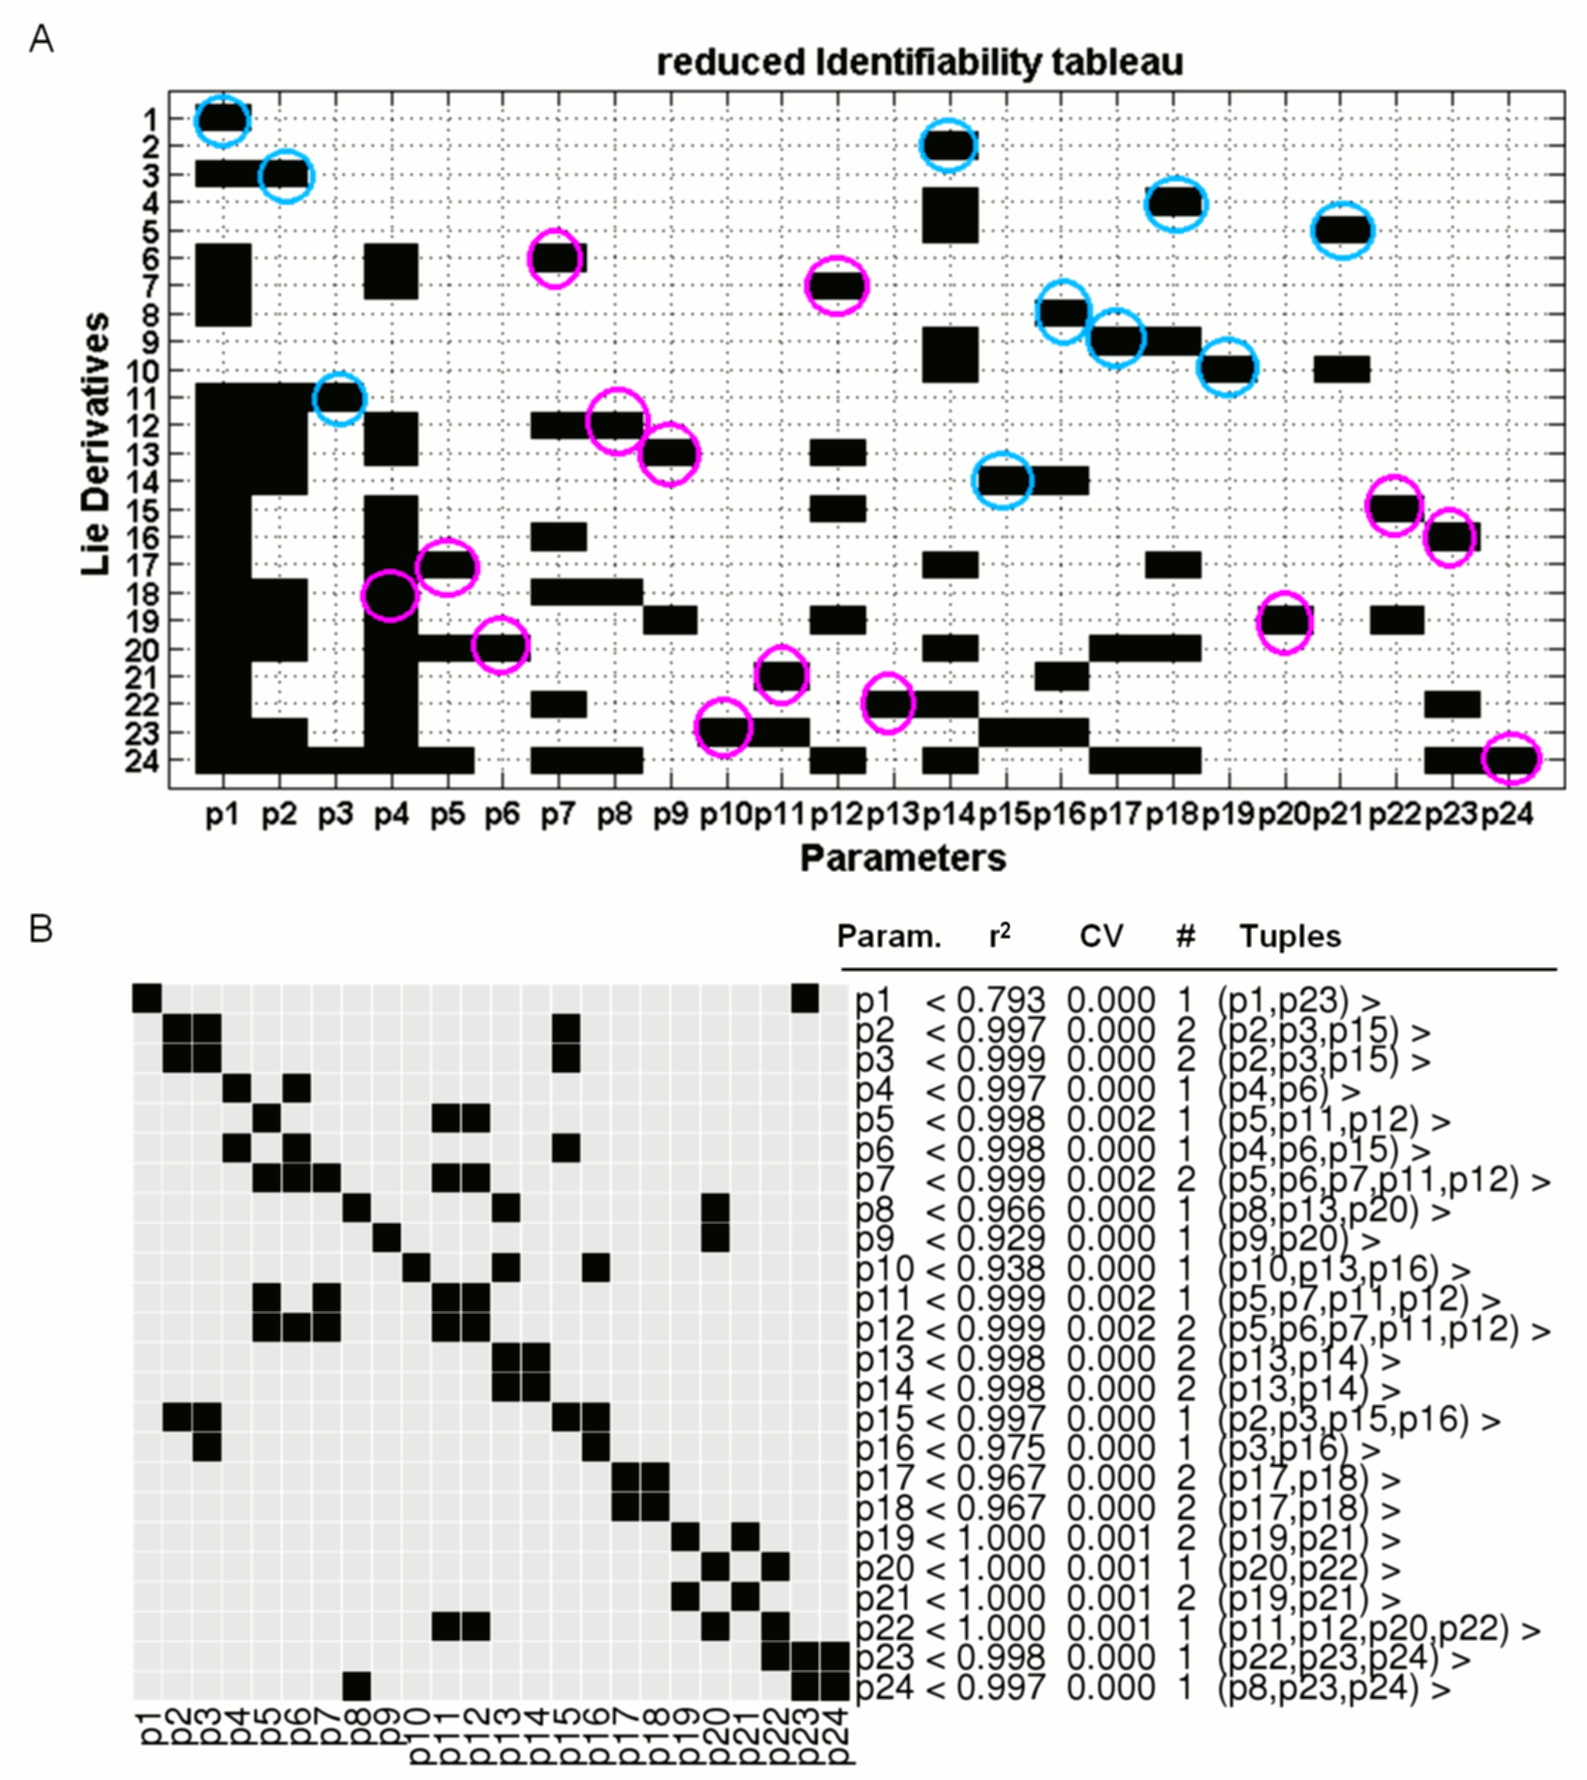 A
reduced Identifiability tableau
1
2
3
4
5
6
7
8
9
10
11
12
13
14
15
16
17
18
19
20
21
22
23
24
Lie Derivatives
p1 p2 p3 p4 p5 p6 p7 p8 p9 p10 p11 p12 p13 p14 p15 p16 p17 p18 p19 p20 p21 p22 p23 p24
Parameters
B
Param. r² CV # Tuples
p1 < 0.793 0.000 1 (p1,p23) >
p2 < 0.997 0.000 2 (p2,p3,p15) >
p3 < 0.999 0.000 2 (p2,p3,p15) >
p4 < 0.997 0.000 1 (p4,p6) >
p5 < 0.998 0.002 1 (p5,p11,p12) >
p6 < 0.998 0.000 1 (p4,p6,p15) >
p7 < 0.999 0.002 2 (p5,p6,p7,p11,p12) >
p8 < 0.966 0.000 1 (p8,p13,p20) >
p9 < 0.929 0.000 1 (p9,p20) >
p10 < 0.938 0.000 1 (p10,p13,p16) >
p11 < 0.999 0.002 1 (p5,p7,p11,p12) >
p12 < 0.999 0.002 2 (p5,p6,p7,p11,p12) >
p13 < 0.998 0.000 2 (p13,p14) >
p14 < 0.998 0.000 2 (p13,p14) >
p15 < 0.997 0.000 1 (p2,p3,p15,p16) >
p16 < 0.975 0.000 1 (p3,p16) >
p17 < 0.967 0.000 2 (p17,p18) >
p18 < 0.967 0.000 2 (p17,p18) >
p19 < 1.000 0.001 2 (p19,p21) >
p20 < 1.000 0.001 1 (p20,p22) >
p21 < 1.000 0.001 2 (p19,p21) >
p22 < 1.000 0.001 1 (p11,p12,p20,p22) >
p23 < 0.998 0.000 1 (p22,p23,p24) >
p24 < 0.997 0.000 1 (p8,p23,p24) >
p1 p2 p3 p4 p5 p6 p7 p8 p9 p10 p11 p12 p13 p14 p15 p16 p17 p18 p19 p20 p21 p22 p23 p24